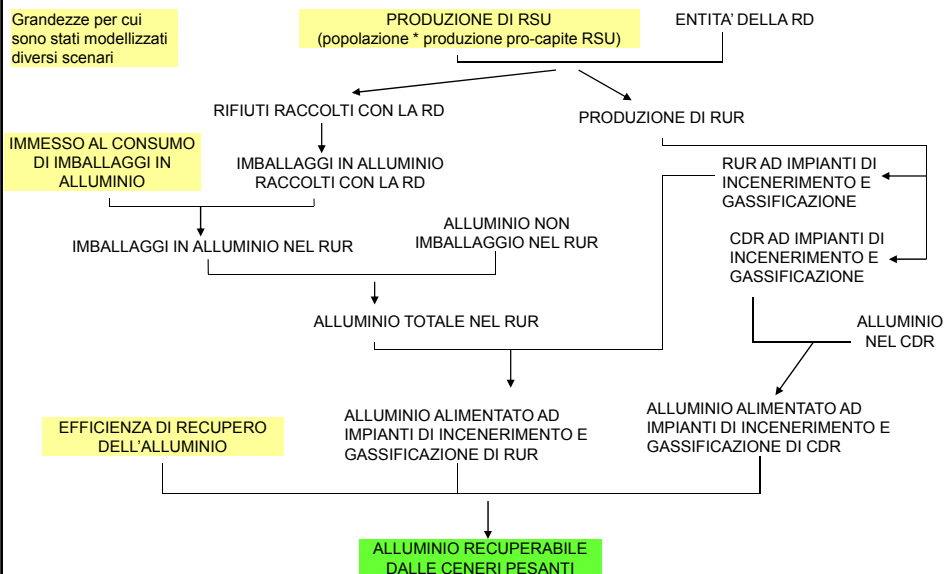 Grandezze per cui
sono stati modellizzati
diversi scenari
PRODUZIONE DI RSU
(popolazione * produzione pro-capite RSU)
ENTITA’ DELLA RD
RIFIUTI RACCOLTI CON LA RD
PRODUZIONE DI RUR
IMMESSO AL CONSUMO
DI IMBALLAGGI IN
ALLUMINIO
IMBALLAGGI IN ALLUMINIO
RACCOLTI CON LA RD
RUR AD IMPIANTI DI
INCENERIMENTO E
GASSIFICAZIONE
IMBALLAGGI IN ALLUMINIO NEL RUR
ALLUMINIO NON
IMBALLAGGIO NEL RUR
CDR AD IMPIANTI DI
INCENERIMENTO E
GASSIFICAZIONE
ALLUMINIO TOTALE NEL RUR
ALLUMINIO
NEL CDR
EFFICIENZA DI RECUPERO
DELL’ALLUMINIO
ALLUMINIO ALIMENTATO AD
IMPIANTI DI INCENERIMENTO E
GASSIFICAZIONE DI RUR
ALLUMINIO ALIMENTATO AD
IMPIANTI DI INCENERIMENTO E
GASSIFICAZIONE DI CDR
ALLUMINIO RECUPERABILE
DALLE CENERI PESANTI